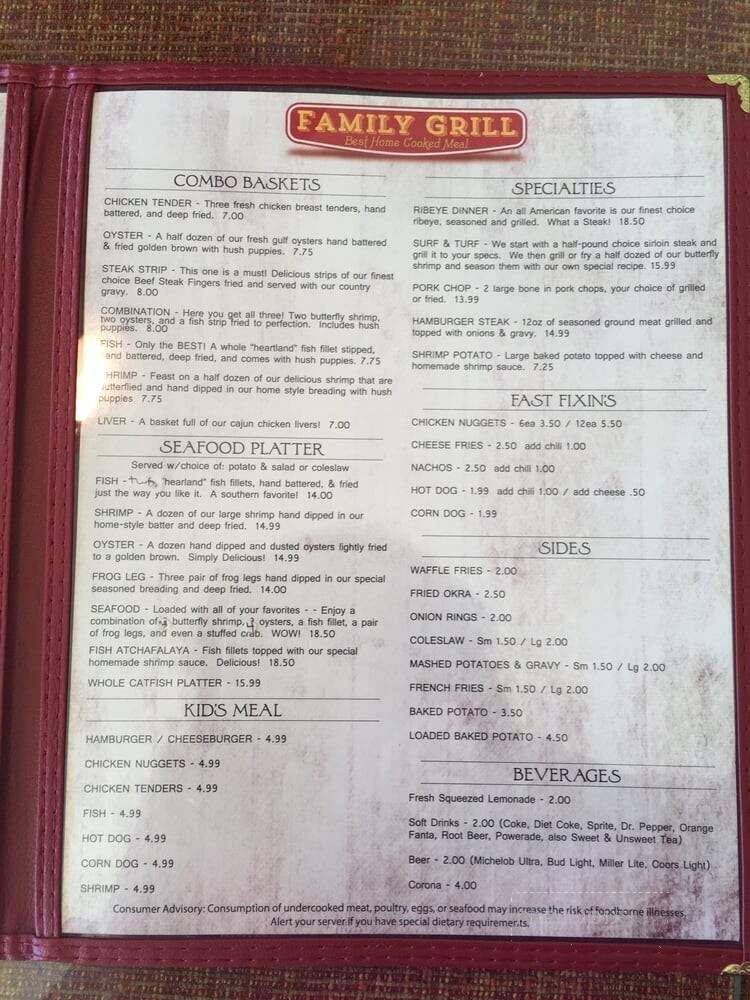 FAMILY GRILL
Best Home Cooked Meal
COMBO BASKETS
CHICKEN TENDER - Three fresh chicken breast tenders, hand
battered, and deep fried. 7.00
OYSTER - A half dozen of our fresh gulf oysters hand battered
& fried golden brown with hush puppies. 7.75
STEAK STRIP - This one is a must! Delicious strips of our finest
choice Beef Steak Fingers fried and served with our country
gravy. 8.00
COMBINATION - Here you get all three! Two butterfly shrimp,
two oysters, and a fish strip fried to perfection. Includes hush
puppies. 8.00
FISH - Only the BEST! A whole "heartland" fish fillet stipped,
and battered, deep fried, and comes with hush puppies. 7.75
SHRIMP - Feast on a half dozen of our delicious shrimp that are
butterflied and hand dipped in our home style breading with hush
puppies 7.75
LIVER - A basket full of our cajun chicken livers! 7.00
SEAFOOD PLATTER
Served w/choice of: potato & salad or coleslaw
FISH - "hearland" fish fillets, hand battered, & fried
just the way you like it. A southern favorite! 14.00
SHRIMP - A dozen of our large shrimp hand dipped in our
home-style batter and deep fried. 14.99
OYSTER - A dozen hand dipped and dusted oysters lightly fried
to a golden brown. Simply Delicious! 14.99
FROG LEG - Three pair of frog legs hand dipped in our special
seasoned breading and deep fried. 14.00
SEAFOOD - Loaded with all of your favorites - - Enjoy a
combination of butterfly shrimp, oysters, a fish fillet, a pair
of frog legs, and even a stuffed crab. WOW! 18.50
FISH ATCHAFALAYA - Fish fillets topped with our special
homemade shrimp sauce. Delicious! 18.50
WHOLE CATFISH PLATTER - 15.99
KID'S MEAL
HAMBURGER / CHEESEBURGER - 4.99
CHICKEN NUGGETS - 4.99
CHICKEN TENDERS - 4.99
FISH - 4.99
HOT DOG - 4.99
CORN DOG - 4.99
SHRIMP - 4.99
SPECIALTIES
RIBEYE DINNER - An all American favorite is our finest choice
ribeye, seasoned and grilled. What a Steak! 18.50
SURF & TURF - We start with a half-pound choice sirloin steak and
grill it to your specs. We then grill or fry a half dozed of our butterfly
shrimp and season them with our own special recipe. 15.99
PORK CHOP - 2 large bone in pork chops, your choice of grilled
or fried. 13.99
HAMBURGER STEAK - 12oz of seasoned ground meat grilled and
topped with onions & gravy. 14.99
SHRIMP POTATO - Large baked potato topped with cheese and
homemade shrimp sauce. 7.25
FAST FIXIN'S
CHICKEN NUGGETS - 6ea 3.50 / 12ea 5.50
CHEESE FRIES - 2.50 add chili 1.00
NACHOS - 2.50 add chili 1.00
HOT DOG - 1.99 add chili 1.00 / add cheese .50
CORN DOG - 1.99
SIDES
WAFFLE FRIES - 2.00
FRIED OKRA - 2.50
ONION RINGS - 2.00
COLESLAW - Sm 1.50 / Lg 2.00
MASHED POTATOES & GRAVY - Sm 1.50 / Lg 2.00
FRENCH FRIES - Sm 1.50 / Lg 2.00
BAKED POTATO - 3.50
LOADED BAKED POTATO - 4.50
BEVERAGES
Fresh Squeezed Lemonade - 2.00
Soft Drinks - 2.00 (Coke, Diet Coke, Sprite, Dr. Pepper, Orange
Fanta, Root Beer, Powerade, also Sweet & Unsweet Tea)
Beer - 2.00 (Michelob Ultra, Bud Light, Miller Lite, Coors Light)
Corona - 4.00
Consumer Advisory: Consumption of undercooked meat, poultry, eggs, or seafood may increase the risk of foodborne illnesses.
Alert your server if you have special dietary requirements.